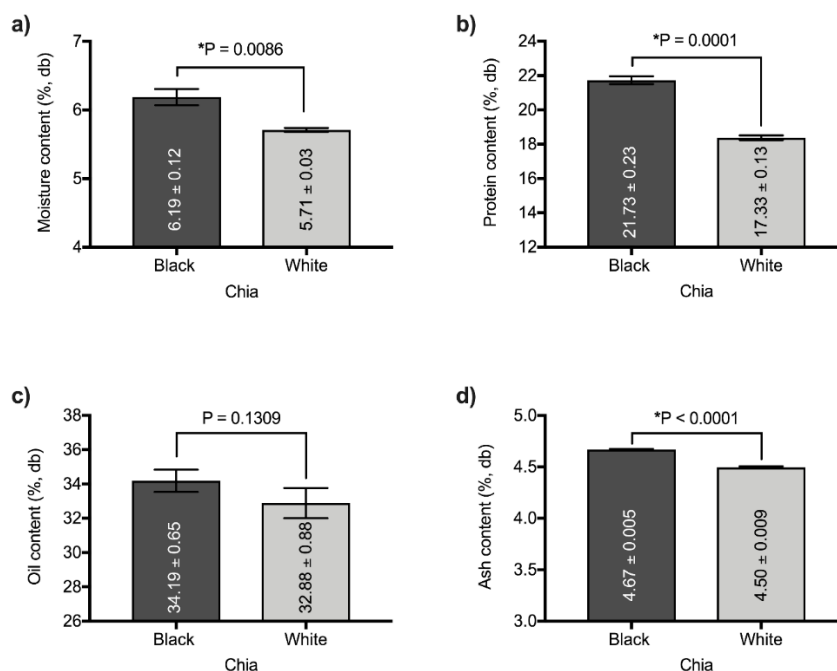 a)
*P = 0.0086
Moisture content (%, db)
7
6
5
4
6.19 ± 0.12
5.71 ± 0.03
Black
White
Chia
b)
*P = 0.0001
Protein content (%, db)
24
22
20
18
16
14
12
21.73 ± 0.23
17.33 ± 0.13
Black
White
Chia
c)
P = 0.1309
Oil content (%, db)
38
36
34
32
30
28
26
34.19 ± 0.65
32.88 ± 0.88
Black
White
Chia
d)
*P < 0.0001
Ash content (%, db)
5.0
4.5
4.0
3.5
3.0
4.67 ± 0.005
4.50 ± 0.009
Black
White
Chia